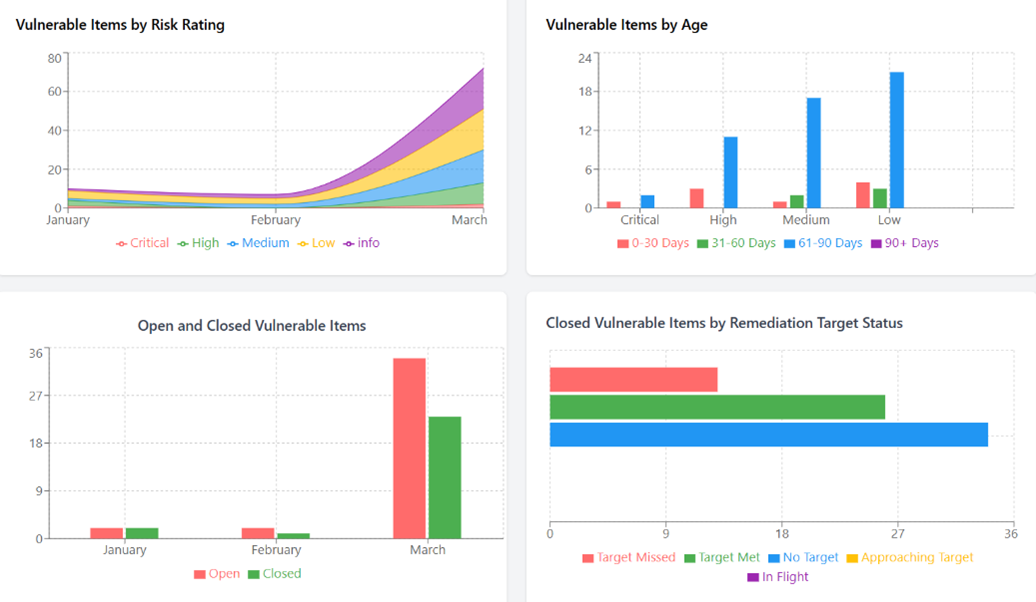 Vulnerable Items by Risk Rating
80
60
40
20
0
January February March
Critical High Medium Low info
Vulnerable Items by Age
24
18
12
6
0
Critical High Medium Low
0-30 Days 31-60 Days 61-90 Days 90+ Days
Open and Closed Vulnerable Items
36
27
18
9
0
January February March
Open Closed
Closed Vulnerable Items by Remediation Target Status
0 9 18 27 36
Target Missed Target Met No Target Approaching Target
In Flight